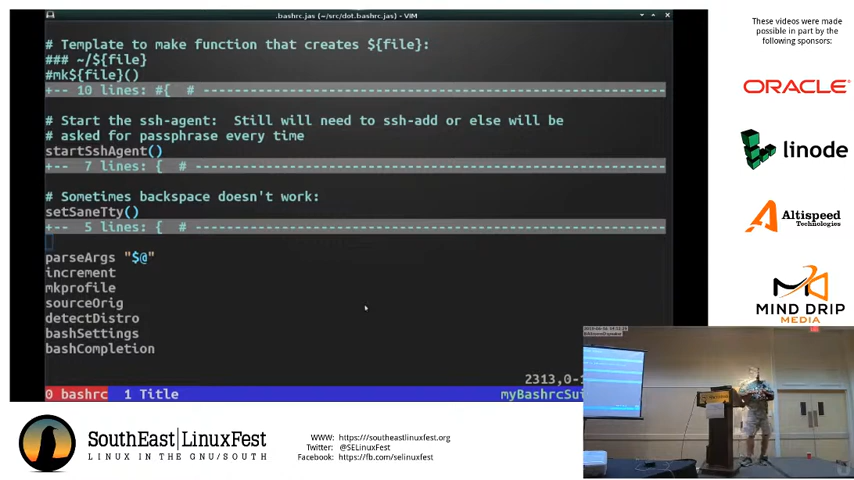 .bashrc.jas (~/src/dot.bashrc.jas) - VIM
# Template to make function that creates ${file}:
### ~/${file}
#mk${file}()
+-- 10 lines: #{  # ----------------------------------------------------------
# Start the ssh-agent:  Still will need to ssh-add or else will be
# asked for passphrase every time
startSshAgent()
+--  7 lines: {  # -----------------------------------------------------------
# Sometimes backspace doesn't work:
setSaneTty()
+--  5 lines: {  # -----------------------------------------------------------
parseArgs "$@"
increment
mkprofile
sourceOrig
detectDistro
bashSettings
bashCompletion
2313,0-1
0 bashrc  1 Title
myBashrcSui
These videos were made
possible in part by the
following sponsors:
ORACLE
linode
Altispeed
Technologies
MIND DRIP
MEDIA
SouthEast|LinuxFest
LINUX IN THE GNU/SOUTH
WWW: https://southeastlinuxfest.org
Twitter: @SELinuxFest
Facebook: https://fb.com/selinuxfest